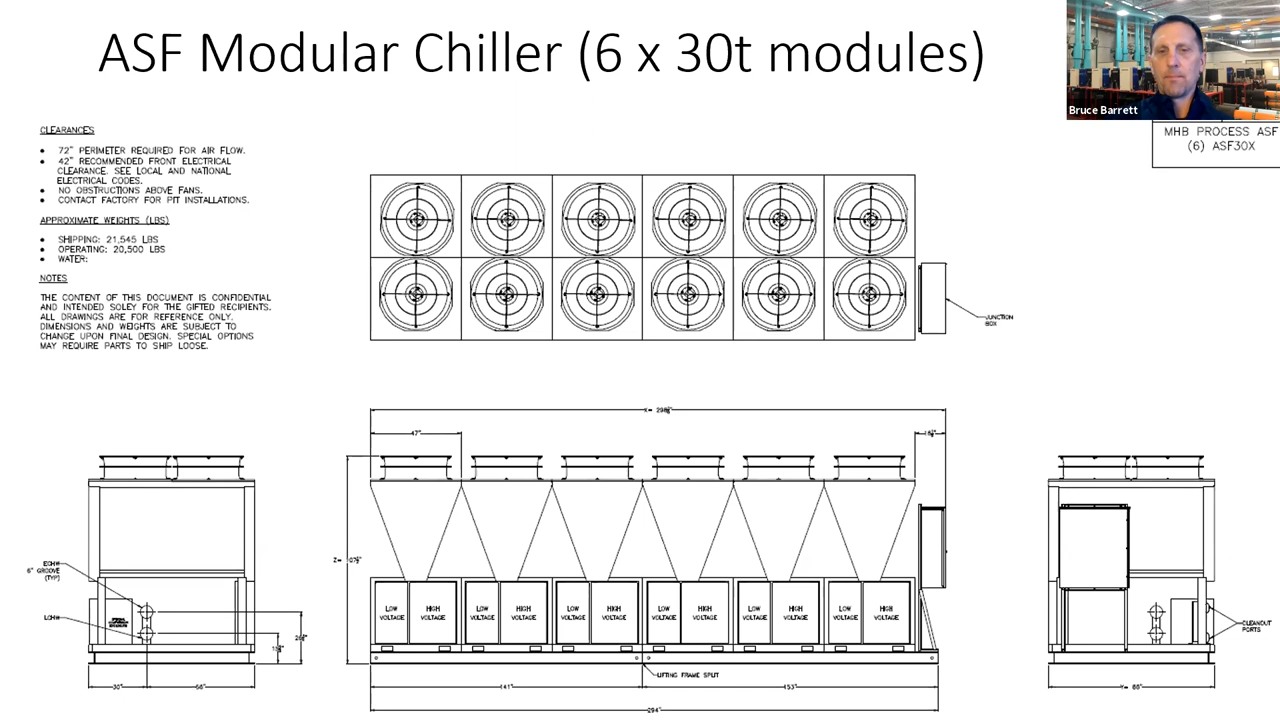 ASF Modular Chiller (6 x 30t modules)
Bruce Barrett
MHB PROCESS ASF
(6) ASF30X
CLEARANCES
72" PERIMETER REQUIRED FOR AIR FLOW.
42" RECOMMENDED FRONT ELECTRICAL
CLEARANCE. SEE LOCAL AND NATIONAL
ELECTRICAL CODES.
NO OBSTRUCTIONS ABOVE FANS.
CONTACT FACTORY FOR PIT INSTALLATIONS.
APPROXIMATE WEIGHTS (LBS)
SHIPPING: 21,545 LBS
OPERATING: 20,500 LBS
WATER:
NOTES
THE CONTENT OF THIS DOCUMENT IS CONFIDENTIAL
AND INTENDED SOLEY FOR THE GIFTED RECIPIENTS.
ALL DRAWINGS ARE FOR REFERENCE ONLY.
DIMENSIONS AND WEIGHTS ARE SUBJECT TO
CHANGE UPON FINAL DESIGN. SPECIAL OPTIONS
MAY REQUIRE PARTS TO SHIP LOOSE.
JUNCTION
BOX
47"
ECHW
6" GROOVE
(TYP)
LCHW
30"
LOW
VOLTAGE
HIGH
VOLTAGE
LOW
VOLTAGE
HIGH
VOLTAGE
LOW
VOLTAGE
HIGH
VOLTAGE
LOW
VOLTAGE
HIGH
VOLTAGE
LOW
VOLTAGE
HIGH
VOLTAGE
LOW
VOLTAGE
HIGH
VOLTAGE
LIFTING FRAME SPLIT
141"
153"
294"
CLEANOUT
PORTS